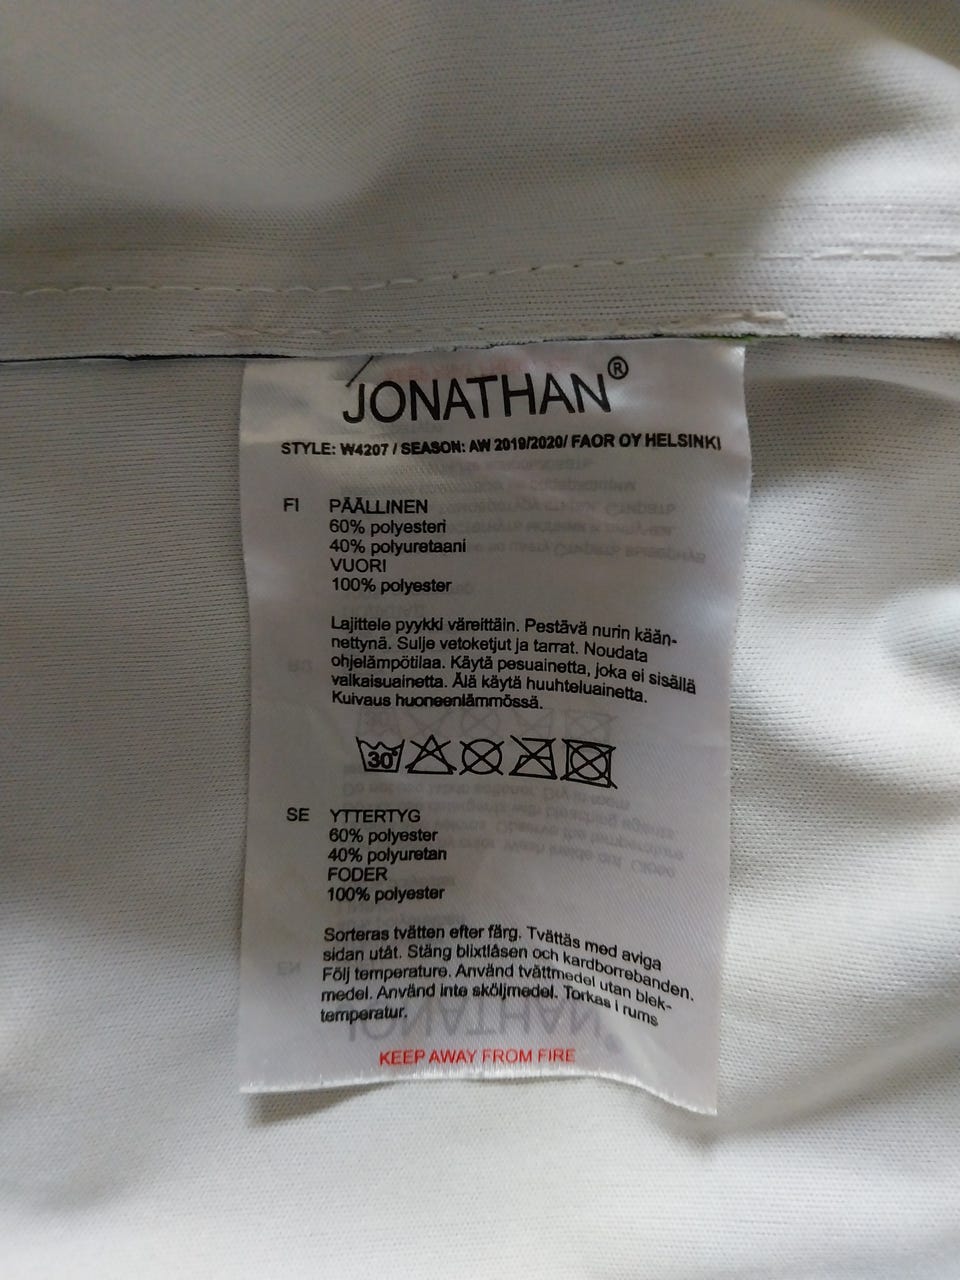 JONATHAN®
STYLE: W4207 / SEASON: AW 2019/2020/ FAOR OY HELSINKI
FI PÄÄLLINEN
60% polyesteri
40% polyuretaani
VUORI
100% polyester
Lajittele pyykki väreittäin. Pestävä nurin kään-
nettynä. Sulje vetoketjut ja tarrat. Noudata
ohjelämpötilaa. Käytä pesuainetta, joka ei sisällä
valkaisuainetta. Älä käytä huuhteluainetta.
Kuivaus huoneenlämmössä.
30°
SE YTTERTYG
60% polyester
40% polyuretan
FODER
100% polyester
Sorteras tvätten efter färg. Tvättäs med aviga
sidan utåt. Stäng blixtlåsen och kardborrebanden.
Följ temperature. Använd tvättmedel utan blek-
medel. Använd inte sköljmedel. Torkas i rums
temperatur.
KEEP AWAY FROM FIRE